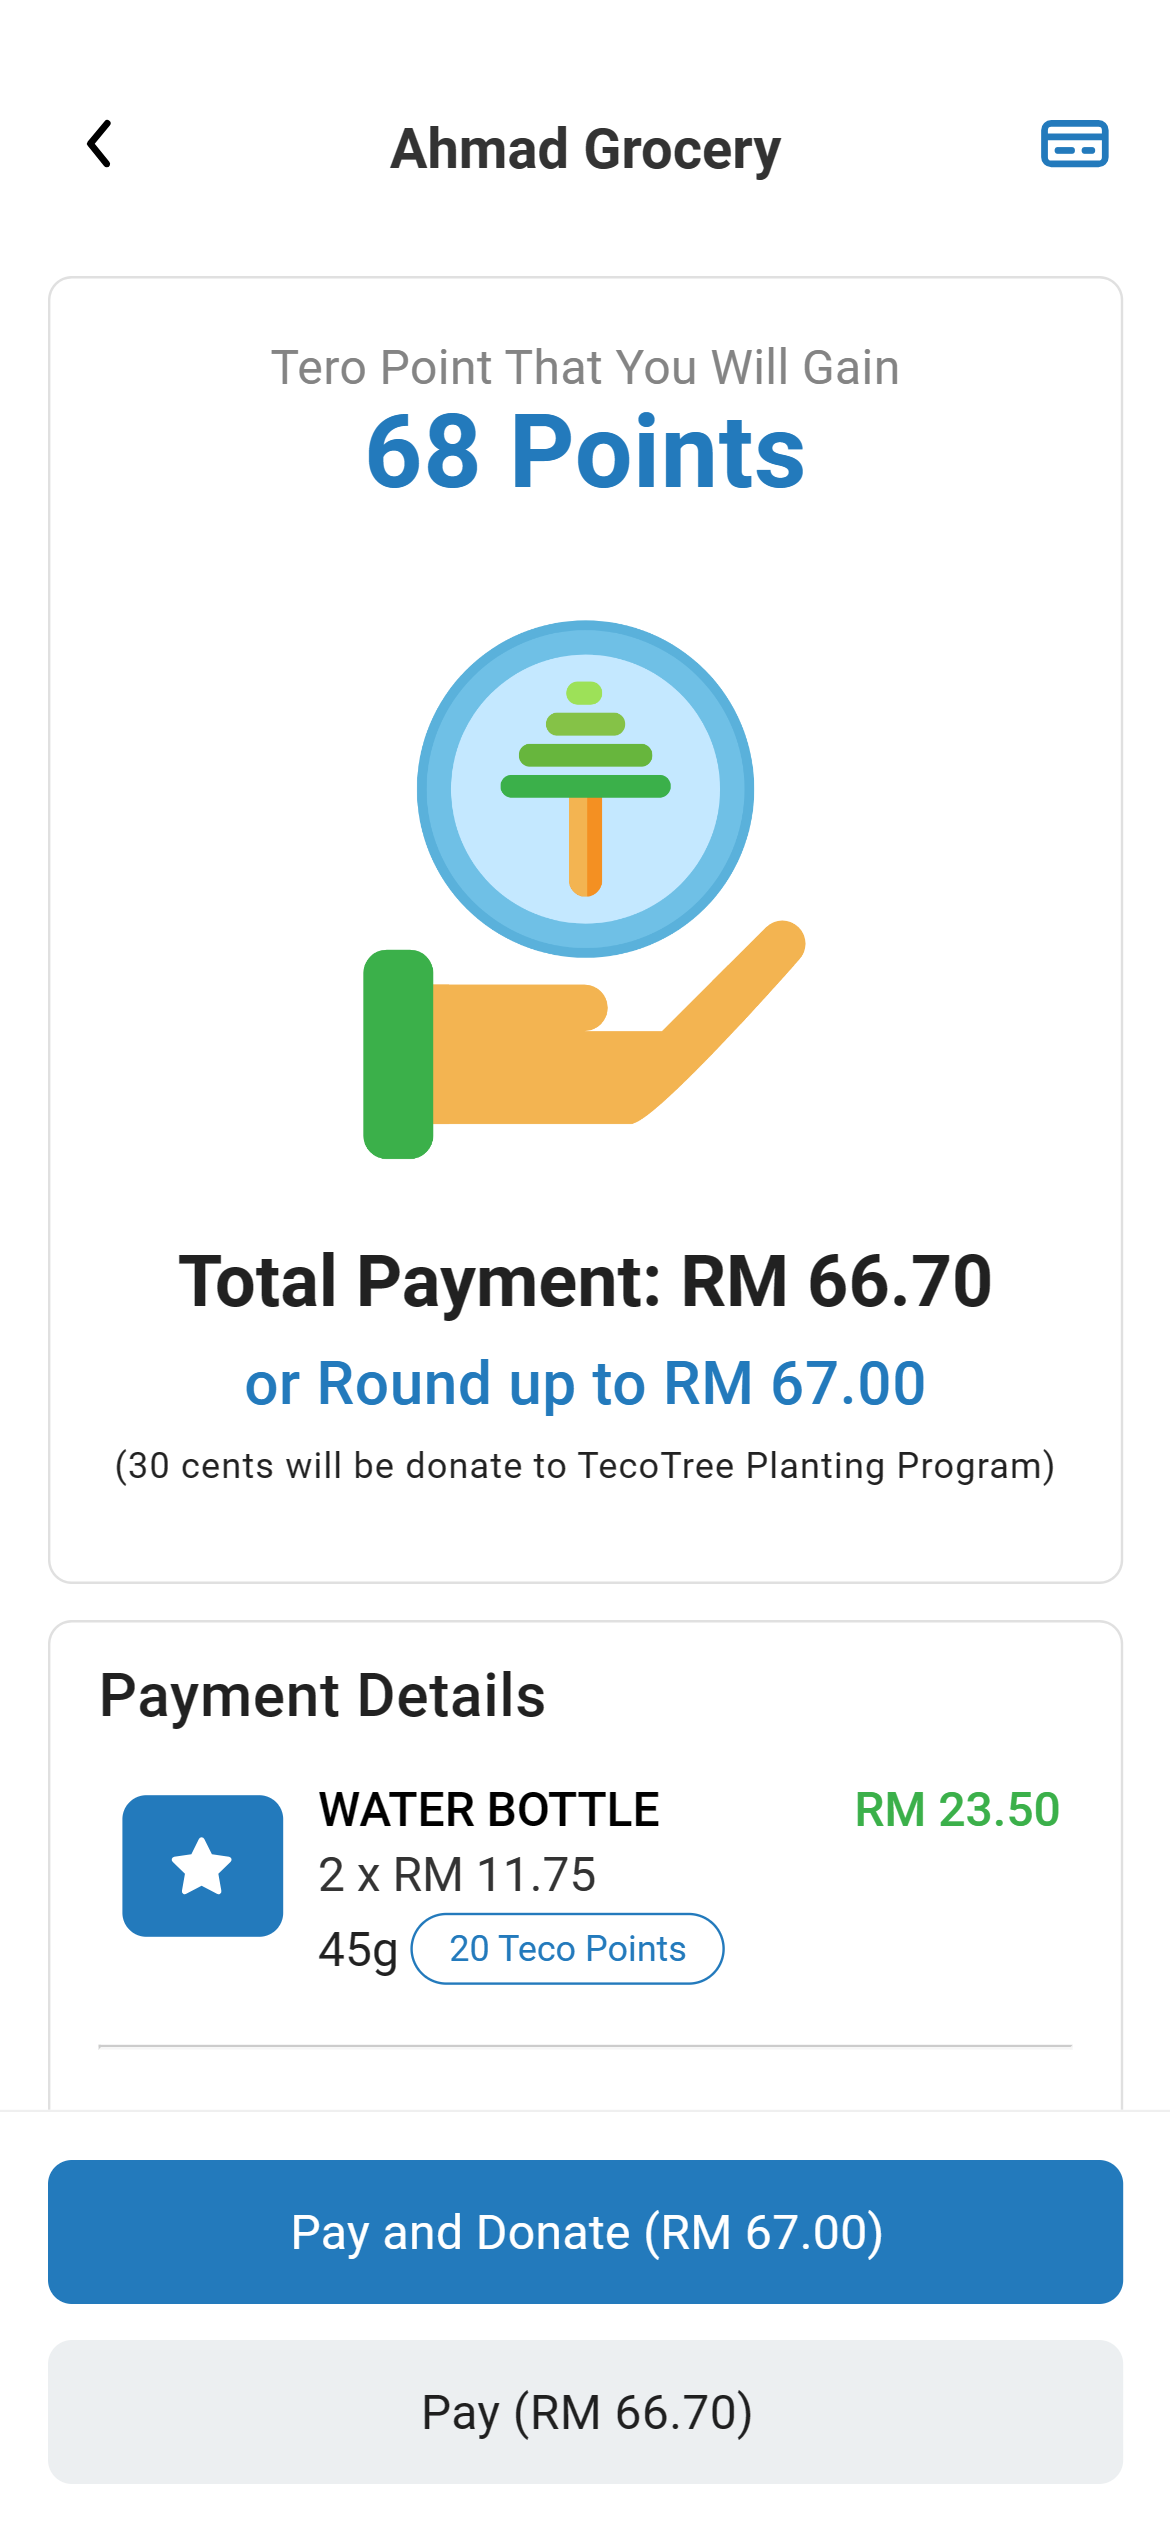 Ahmad Grocery
Tero Point That You Will Gain
68 Points
Total Payment: RM 66.70
or Round up to RM 67.00
(30 cents will be donate to TecoTree Planting Program)
Payment Details
WATER BOTTLE RM 23.50
2 x RM 11.75
45g 20 Teco Points
Pay and Donate (RM 67.00)
Pay (RM 66.70)